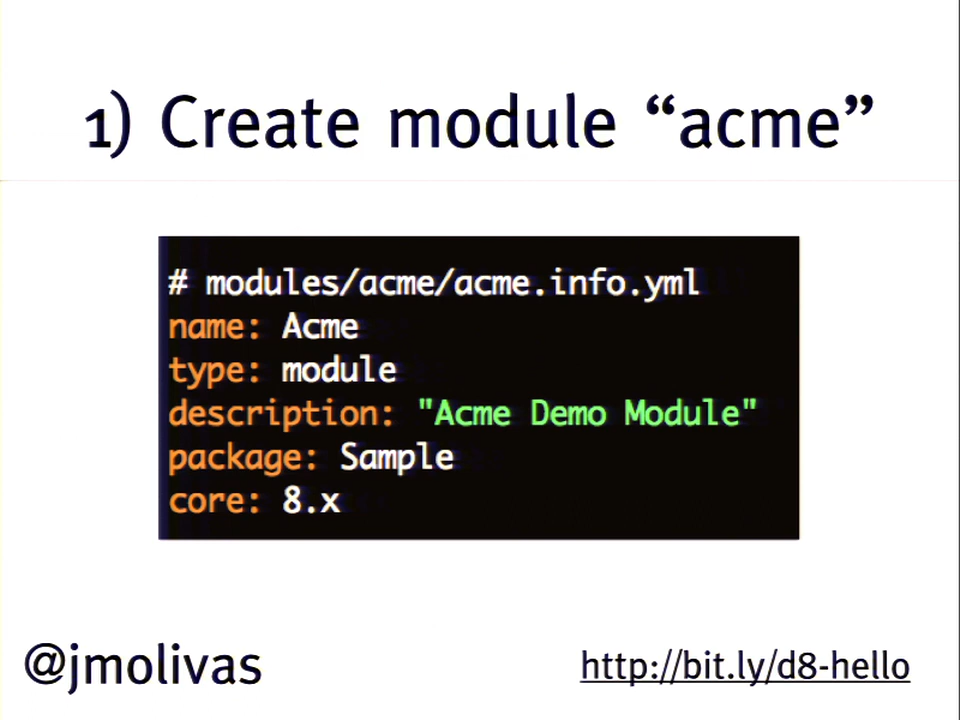 1) Create module “acme”
# modules/acme/acme.info.yml
name: Acme
type: module
description: "Acme Demo Module"
package: Sample
core: 8.x
@jmolivas
http://bit.ly/d8-hello